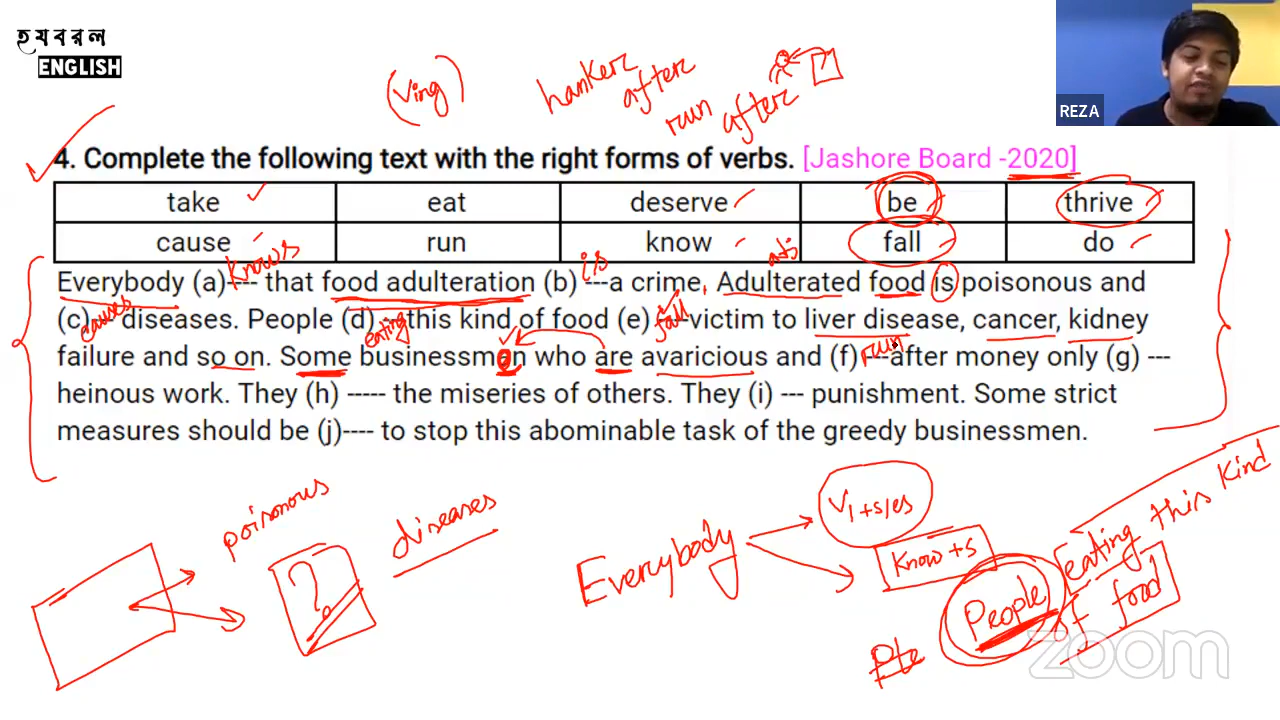 হ য ব র ল
ENGLISH
(Ving)
hanker after
run after
REZA
4. Complete the following text with the right forms of verbs. [Jashore Board -2020]
take eat deserve be thrive
cause run know fall do
knows is adj
Everybody (a)---- that food adulteration (b) ---a crime. Adulterated food is poisonous and
causes eating fall
(c)--- diseases. People (d)---this kind of food (e) ---victim to liver disease, cancer, kidney
run
failure and so on. Some businessmen who are avaricious and (f)---after money only (g) ---
heinous work. They (h) ----- the miseries of others. They (i) --- punishment. Some strict
measures should be (j)---- to stop this abominable task of the greedy businessmen.
poisonous
?
diseases
Everybody
V1+s/es
Know+s
People eating this kind
of food
zoom